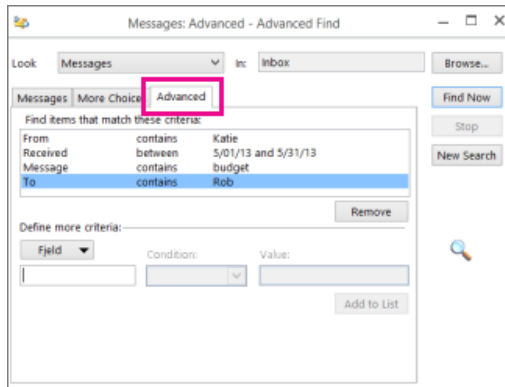 Messages: Advanced - Advanced Find
Look Messages In: Inbox Browse...
Messages More Choice Advanced Find Now
Find items that match these criteria: Stop
From contains Katie
Received between 5/01/13 and 5/31/13 New Search
Message contains budget
To contains Rob
Remove
Define more criteria:
Field Condition: Value:
Add to List